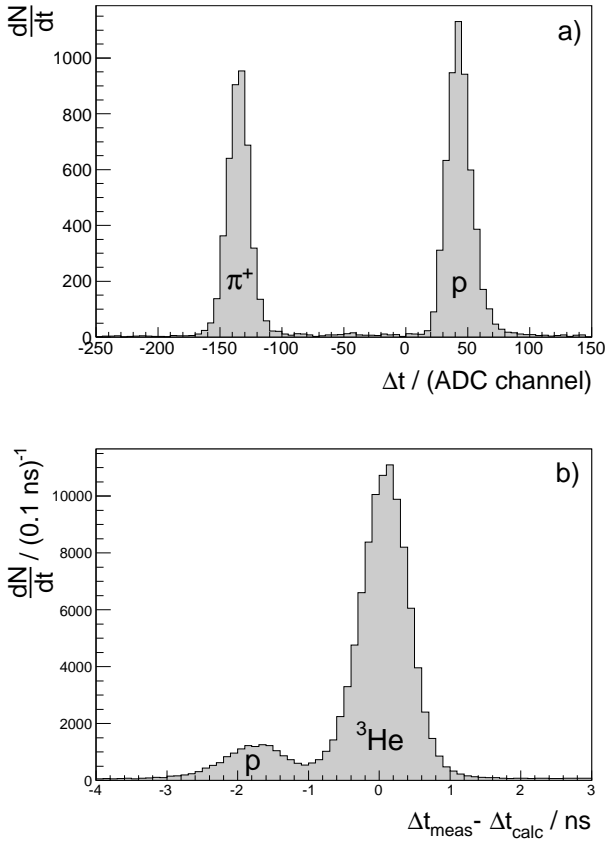 dN
dt
a)
1000
800
600
400
200
0
π+
p
-250 -200 -150 -100 -50 0 50 100 150
Δt / (ADC channel)
b)
dN
dt / (0.1 ns)-1
10000
8000
6000
4000
2000
0
3He
p
-4 -3 -2 -1 0 1 2 3
Δtmeas- Δtcalc / ns